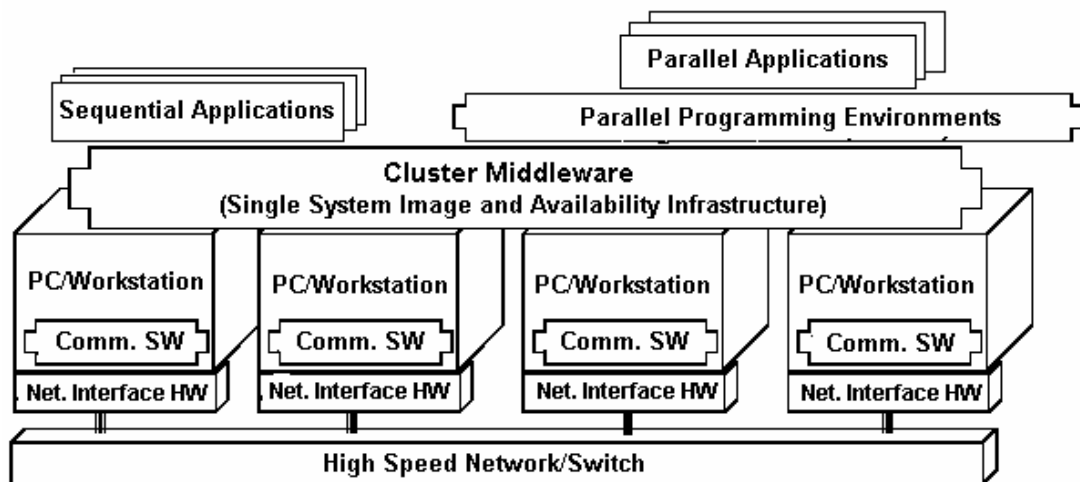 Parallel Applications
Sequential Applications
Parallel Programming Environments
Cluster Middleware
(Single System Image and Availability Infrastructure)
PC/Workstation
PC/Workstation
PC/Workstation
PC/Workstation
Comm. SW
Comm. SW
Comm. SW
Comm. SW
Net. Interface HW
Net. Interface HW
Net. Interface HW
Net. Interface HW
High Speed Network/Switch